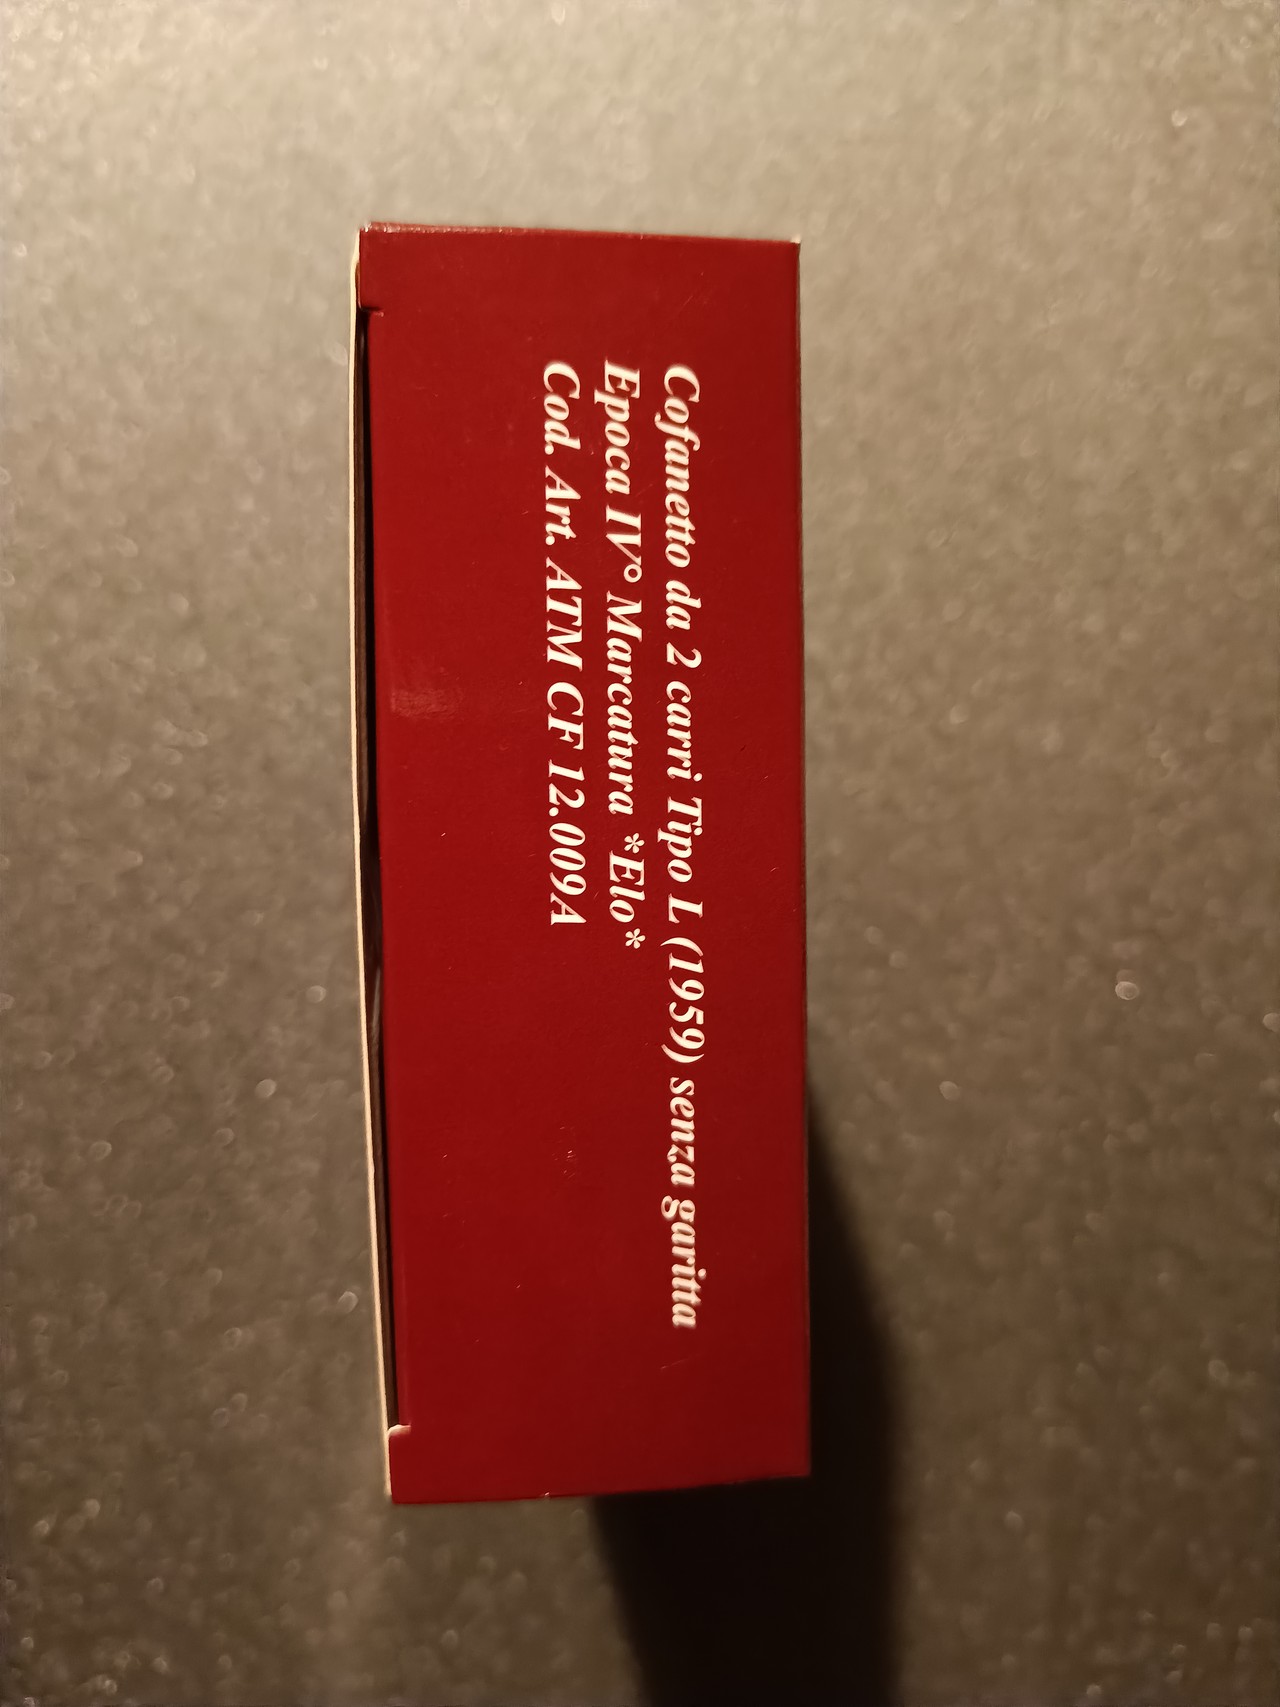 Cofanetto da 2 carri Tipo L (1959) senza garitta
Epoca IV° Marcatura *Elo*
Cod. Art. ATM CF 12.009A